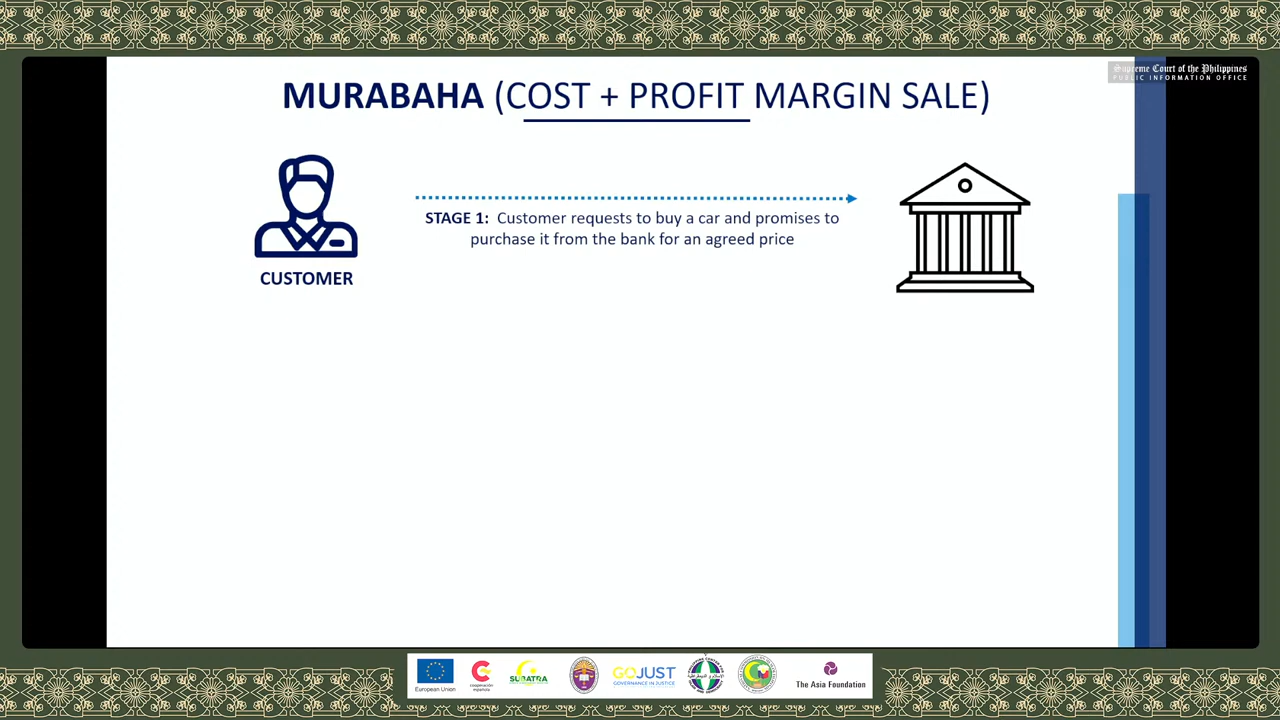 Supreme Court of the Philippines
PUBLIC INFORMATION OFFICE
MURABAHA (COST + PROFIT MARGIN SALE)
STAGE 1: Customer requests to buy a car and promises to
purchase it from the bank for an agreed price
CUSTOMER
European Union
cooperación
española
SUBATRA
GOJUST
GOVERNANCE IN JUSTICE
The Asia Foundation